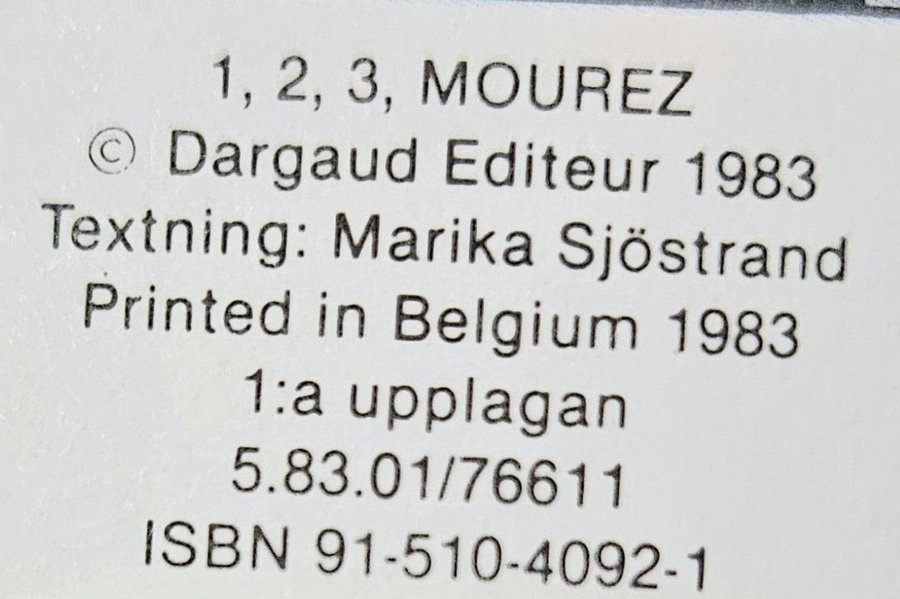 1, 2, 3, MOUREZ
© Dargaud Editeur 1983
Textning: Marika Sjöstrand
Printed in Belgium 1983
1:a upplagan
5.83.01/76611
ISBN 91-510-4092-1